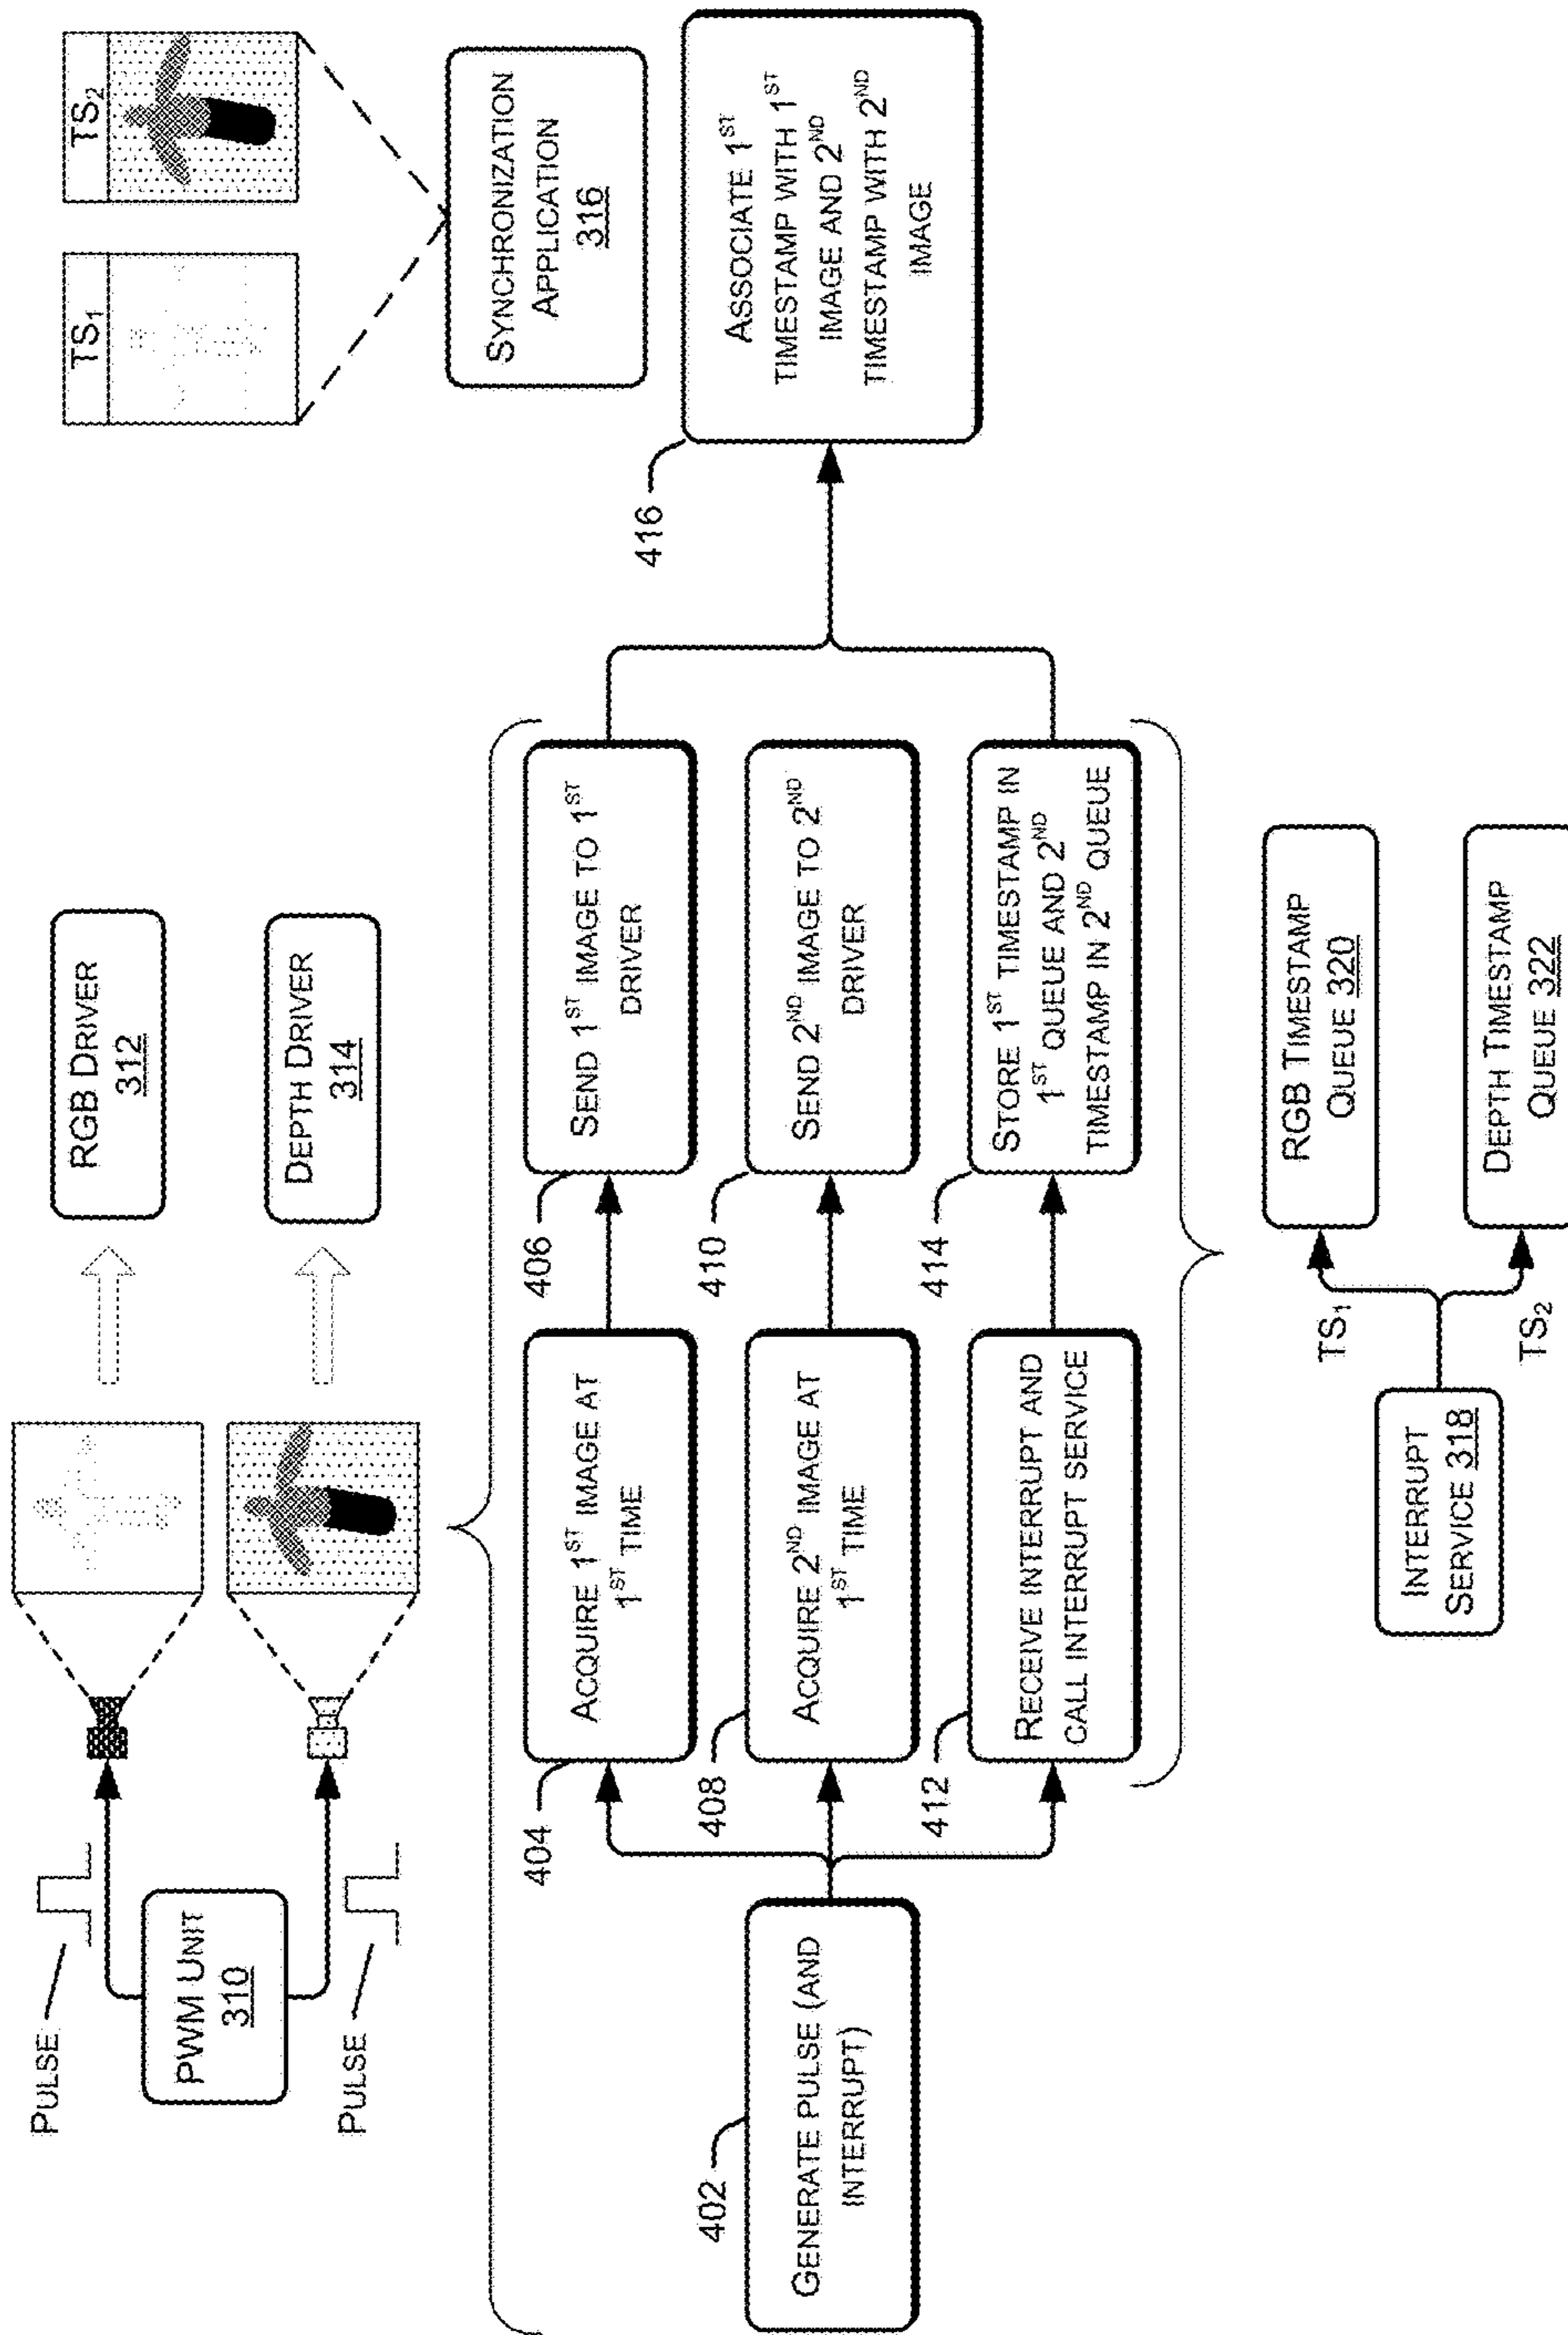 PULSE
PWM UNIT
310
PULSE
RGB DRIVER
312
DEPTH DRIVER
314
TS1
TS2
SYNCHRONIZATION
APPLICATION
316
402
GENERATE PULSE (AND
INTERRUPT)
404
ACQUIRE 1ST IMAGE AT
1ST TIME
406
SEND 1ST IMAGE TO 1ST
DRIVER
408
ACQUIRE 2ND IMAGE AT
1ST TIME
410
SEND 2ND IMAGE TO 2ND
DRIVER
412
RECEIVE INTERRUPT AND
CALL INTERRUPT SERVICE
414
STORE 1ST TIMESTAMP IN
1ST QUEUE AND 2ND
TIMESTAMP IN 2ND QUEUE
416
ASSOCIATE 1ST
TIMESTAMP WITH 1ST
IMAGE AND 2ND
TIMESTAMP WITH 2ND
IMAGE
INTERRUPT
SERVICE 318
TS1
TS2
RGB TIMESTAMP
QUEUE 320
DEPTH TIMESTAMP
QUEUE 322